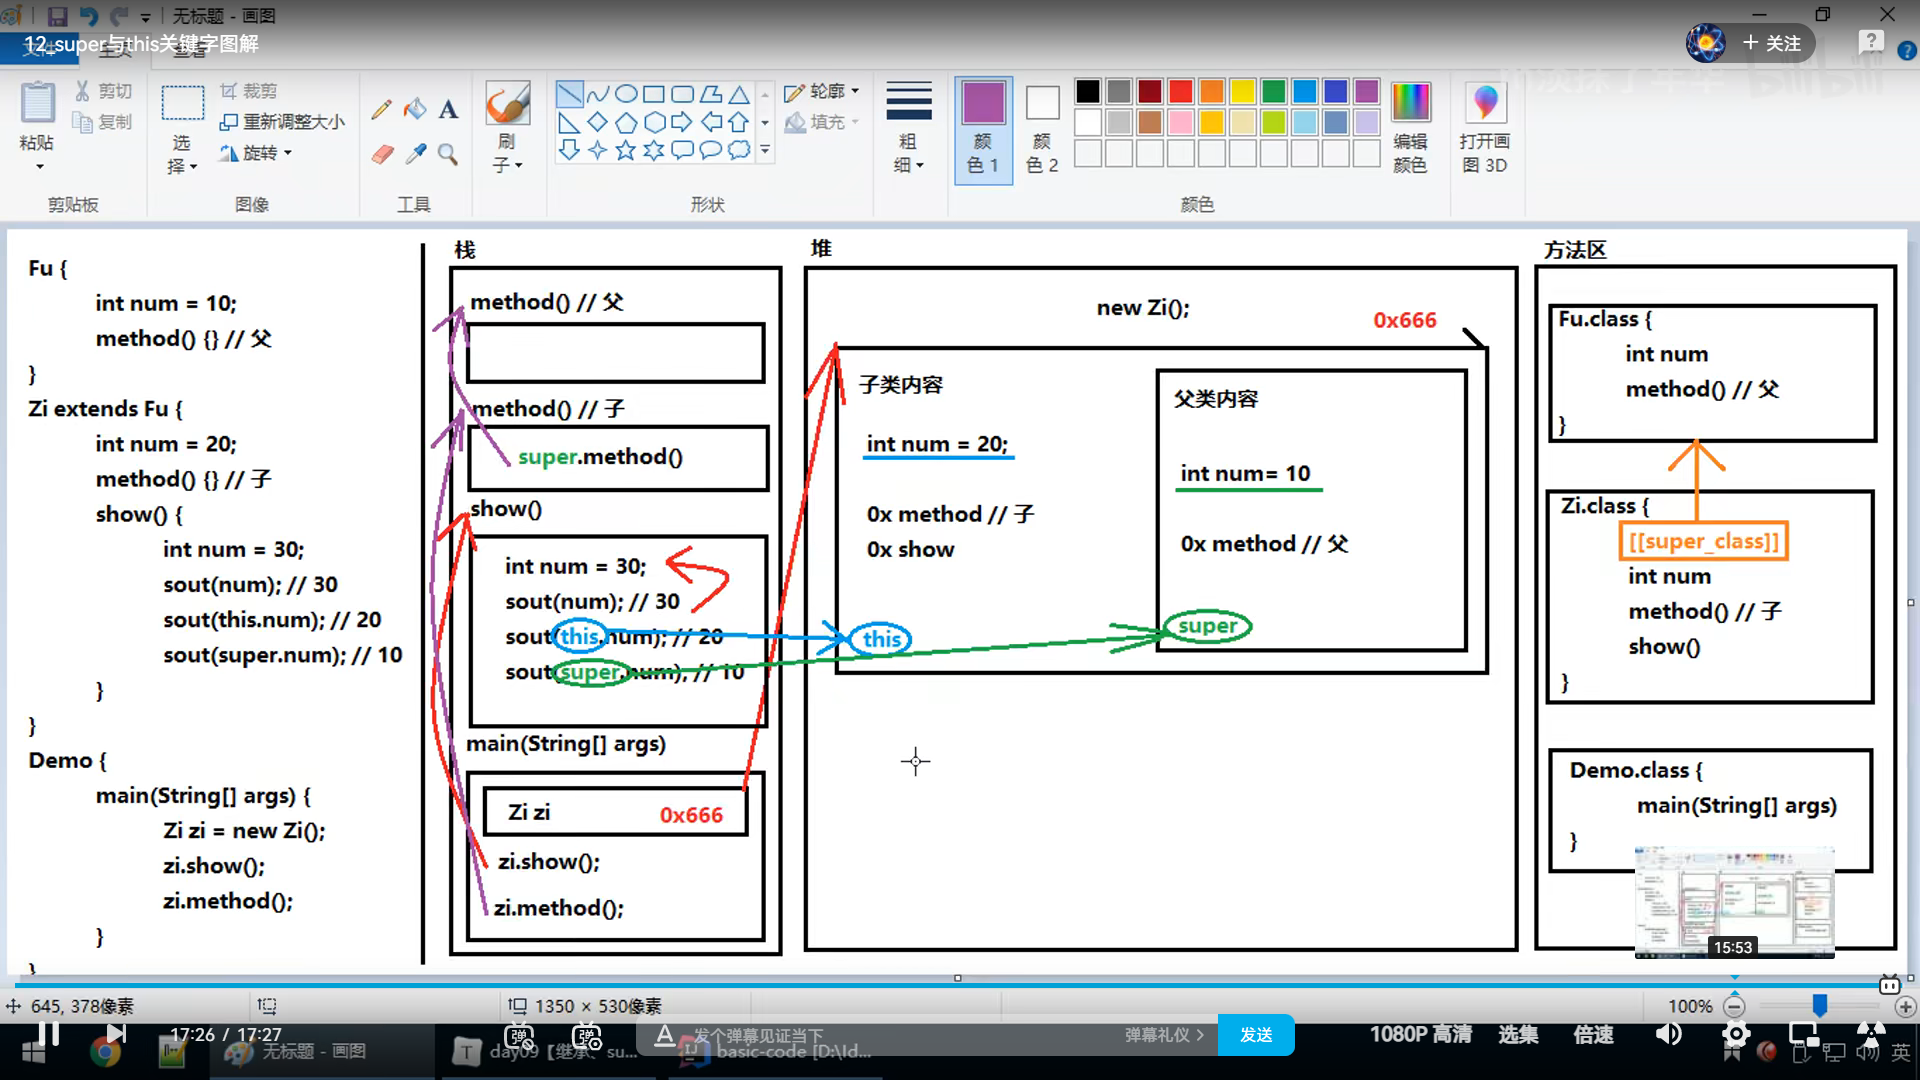 无标题 - 画图
12.super与this关键字图解
+ 关注
文件
主页
查看
粘贴
剪切
复制
剪贴板
选择
裁剪
重新调整大小
旋转
图像
A
工具
刷子
轮廓
填充
形状
粗细
颜色 1
颜色 2
编辑颜色
颜色
打开画图 3D
Fu {
int num = 10;
method() {} // 父
}
Zi extends Fu {
int num = 20;
method() {} // 子
show() {
int num = 30;
sout(num); // 30
sout(this.num); // 20
sout(super.num); // 10
}
}
Demo {
main(String[] args) {
Zi zi = new Zi();
zi.show();
zi.method();
}
}
栈
method() // 父
method() // 子
super.method()
show()
int num = 30;
sout(num); // 30
sout(this.num); // 20
sout(super.num); // 10
main(String[] args)
Zi zi 0x666
zi.show();
zi.method();
堆
new Zi();
0x666
子类内容
int num = 20;
0x method // 子
0x show
this
父类内容
int num= 10
0x method // 父
super
方法区
Fu.class {
int num
method() // 父
}
Zi.class {
[[super_class]]
int num
method() // 子
show()
}
Demo.class {
main(String[] args)
}
15:53
645, 378像素
1350 × 530像素
100%
17:26 / 17:27
弹
弹
A 发个弹幕见证当下
弹幕礼仪 >
发送
1080P 高清
选集
倍速
无标题 - 画图
day09【继承、su...
basic-code [D:\Id...
英